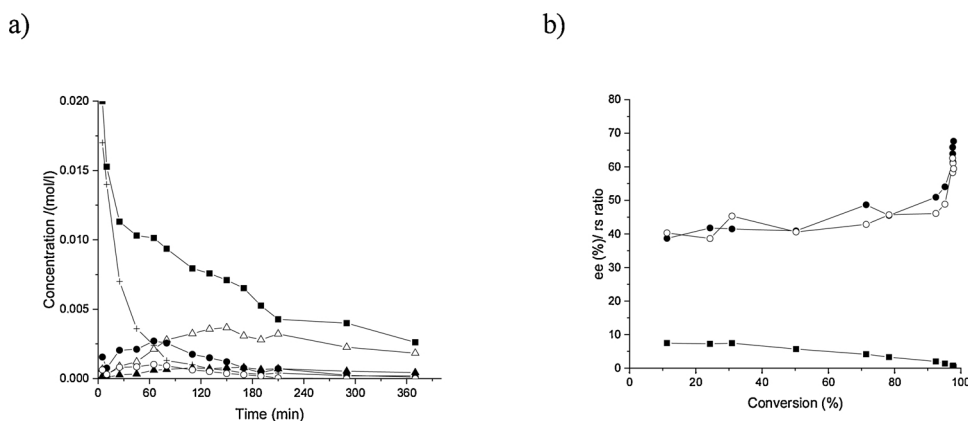 a)
b)
0.020
0.015
0.010
0.005
0.000
Concentration /(mol/l)
0 60 120 180 240 300 360
Time (min)
80
70
60
50
40
30
20
10
0
ee (%)/ rs ratio
0 20 40 60 80 100
Conversion (%)